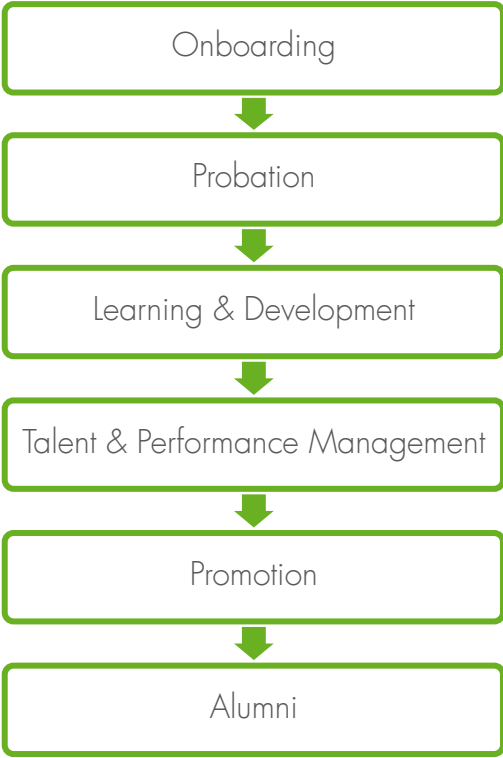 Onboarding
Probation
Learning & Development
Talent & Performance Management
Promotion
Alumni